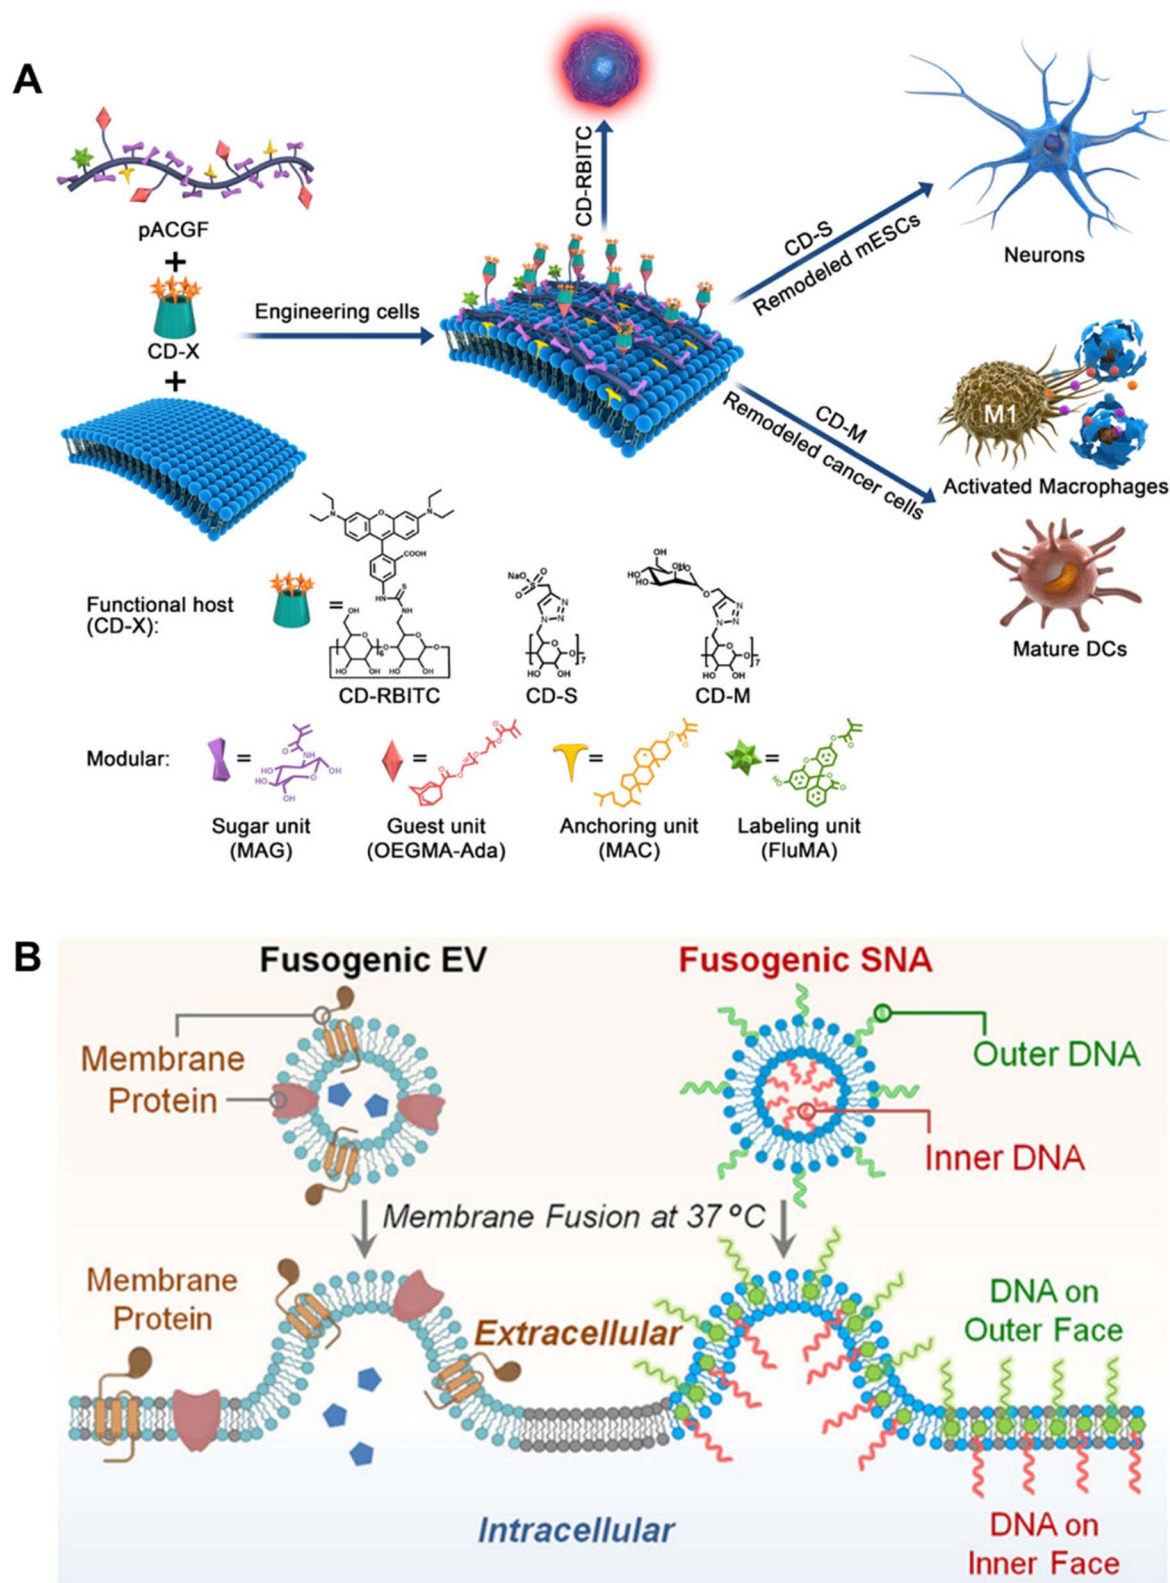 A
pACGF
+
CD-X
+
Engineering cells
CD-RBITC
CD-S
Remodeled mESCs
Neurons
CD-M
Remodeled cancer cells
M1
Activated Macrophages
Mature DCs
Functional host
(CD-X):
=
CD-RBITC
CD-S
CD-M
Modular:
=
=
=
=
Sugar unit
(MAG)
Guest unit
(OEGMA-Ada)
Anchoring unit
(MAC)
Labeling unit
(FluMA)
B
Fusogenic EV
Fusogenic SNA
Membrane
Protein
Outer DNA
Inner DNA
Membrane Fusion at 37 °C
Membrane
Protein
Extracellular
DNA on
Outer Face
Intracellular
DNA on
Inner Face